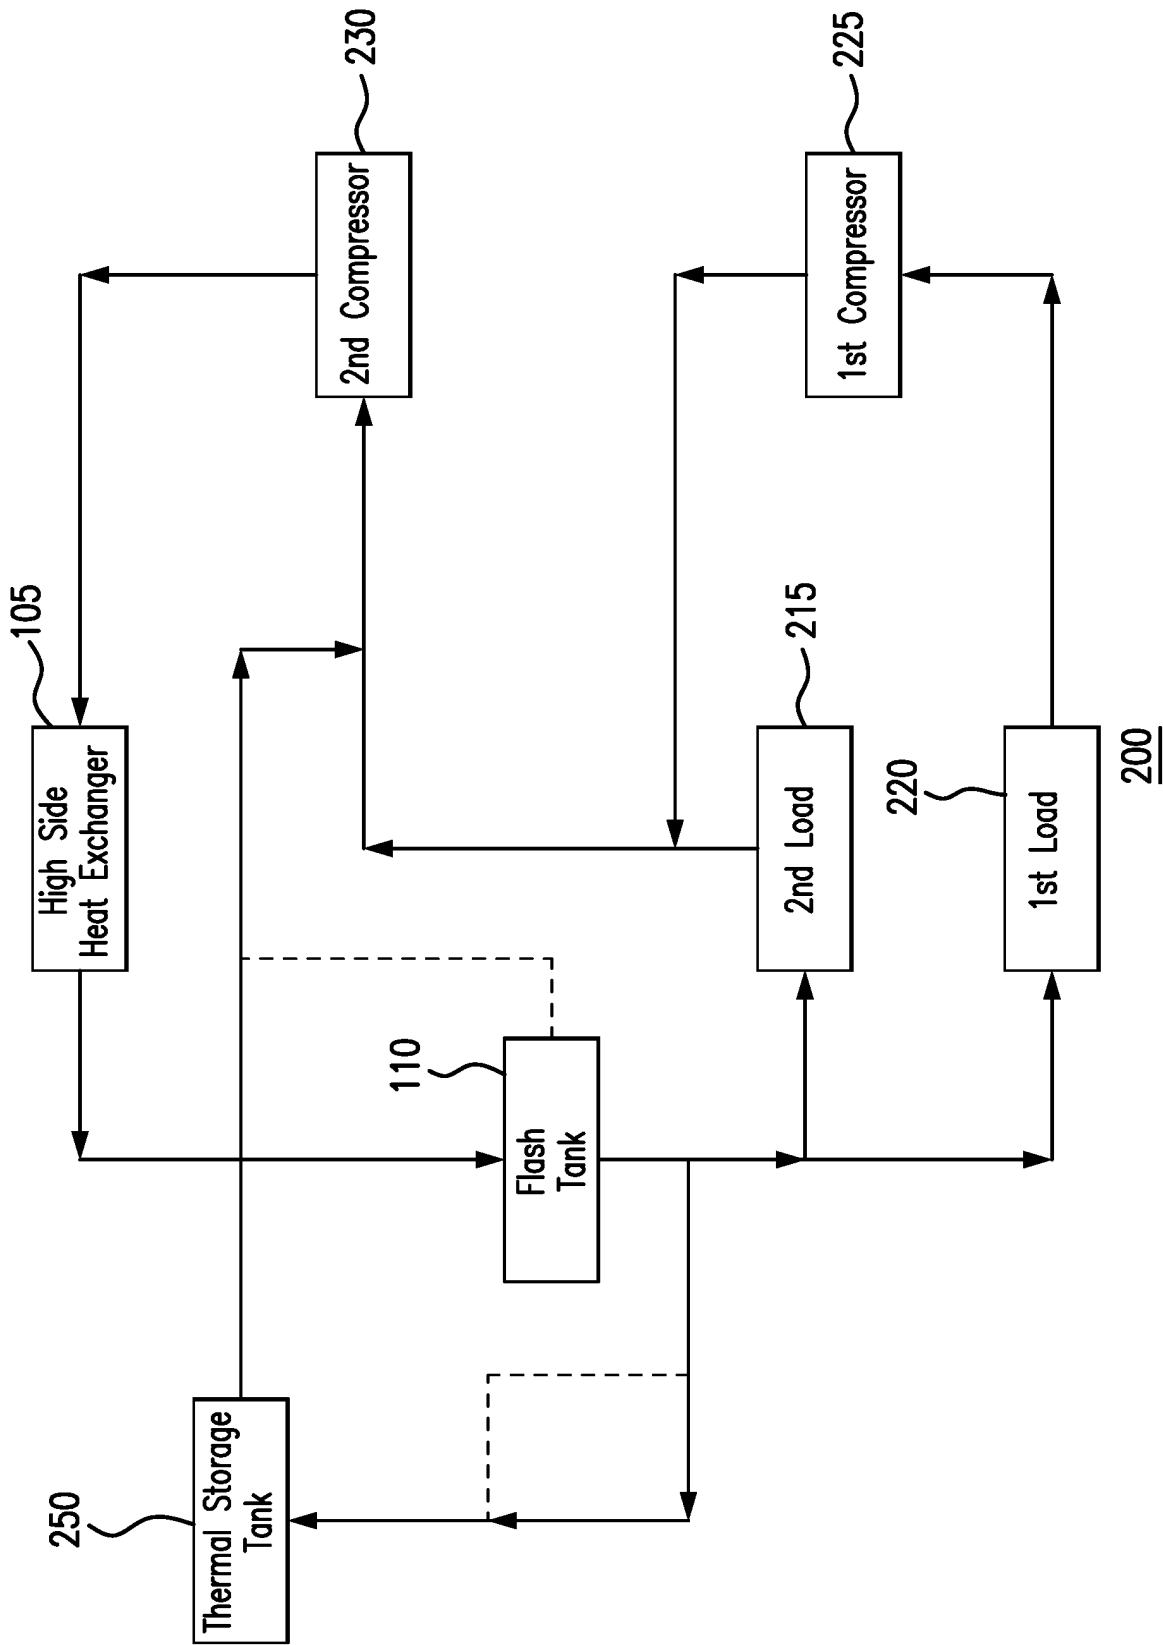 250
Thermal Storage
Tank
105
High Side
Heat Exchanger
230
2nd Compressor
110
Flash
Tank
215
2nd Load
225
1st Compressor
220
1st Load
200